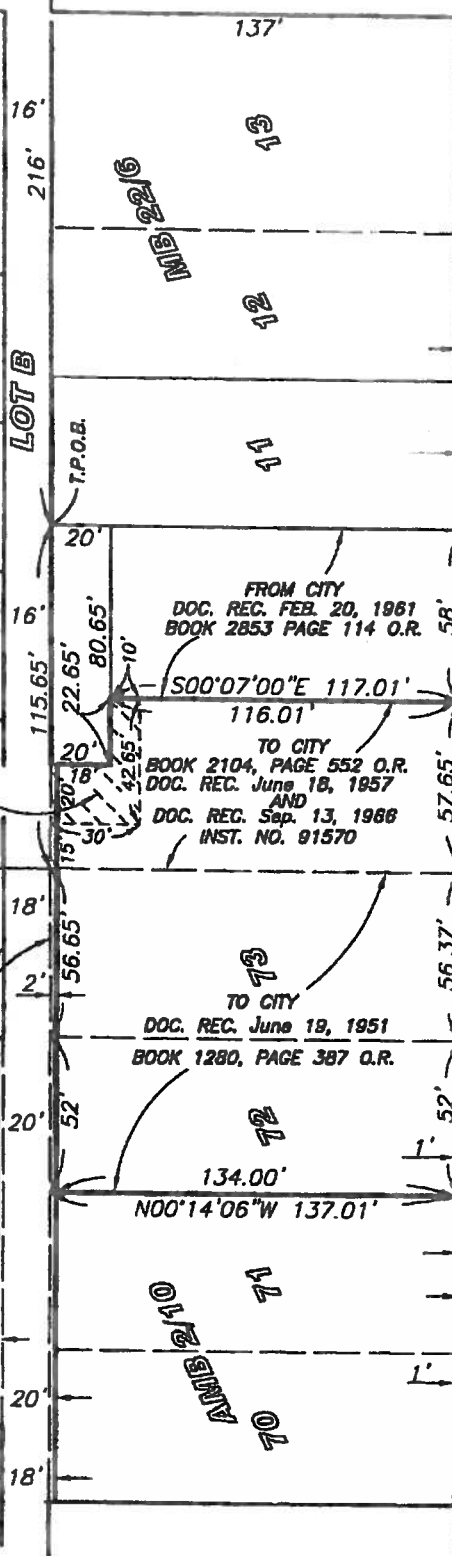 137'
16'
216'
13
MB 22/6
12
LOT B
11
T.P.O.B.
20'
FROM CITY
DOC. REC. FEB. 20, 1961
BOOK 2853 PAGE 114 O.R.
58'
16'
115.65'
22.65'
80.65'
10'
S00°07'00"E 117.01'
116.01'
TO CITY
BOOK 2104, PAGE 552 O.R.
DOC. REC. June 18, 1957
AND
DOC. REC. Sep. 13, 1966
INST. NO. 91570
57.65'
20'
18'
20'
42.65'
15'
30'
18'
56.65'
2'
73
56.37'
TO CITY
DOC. REC. June 19, 1951
BOOK 1280, PAGE 387 O.R.
20'
52'
72
52'
1'
134.00'
N00°14'06"W 137.01'
71
AMB 2/10
1'
20'
70
18'